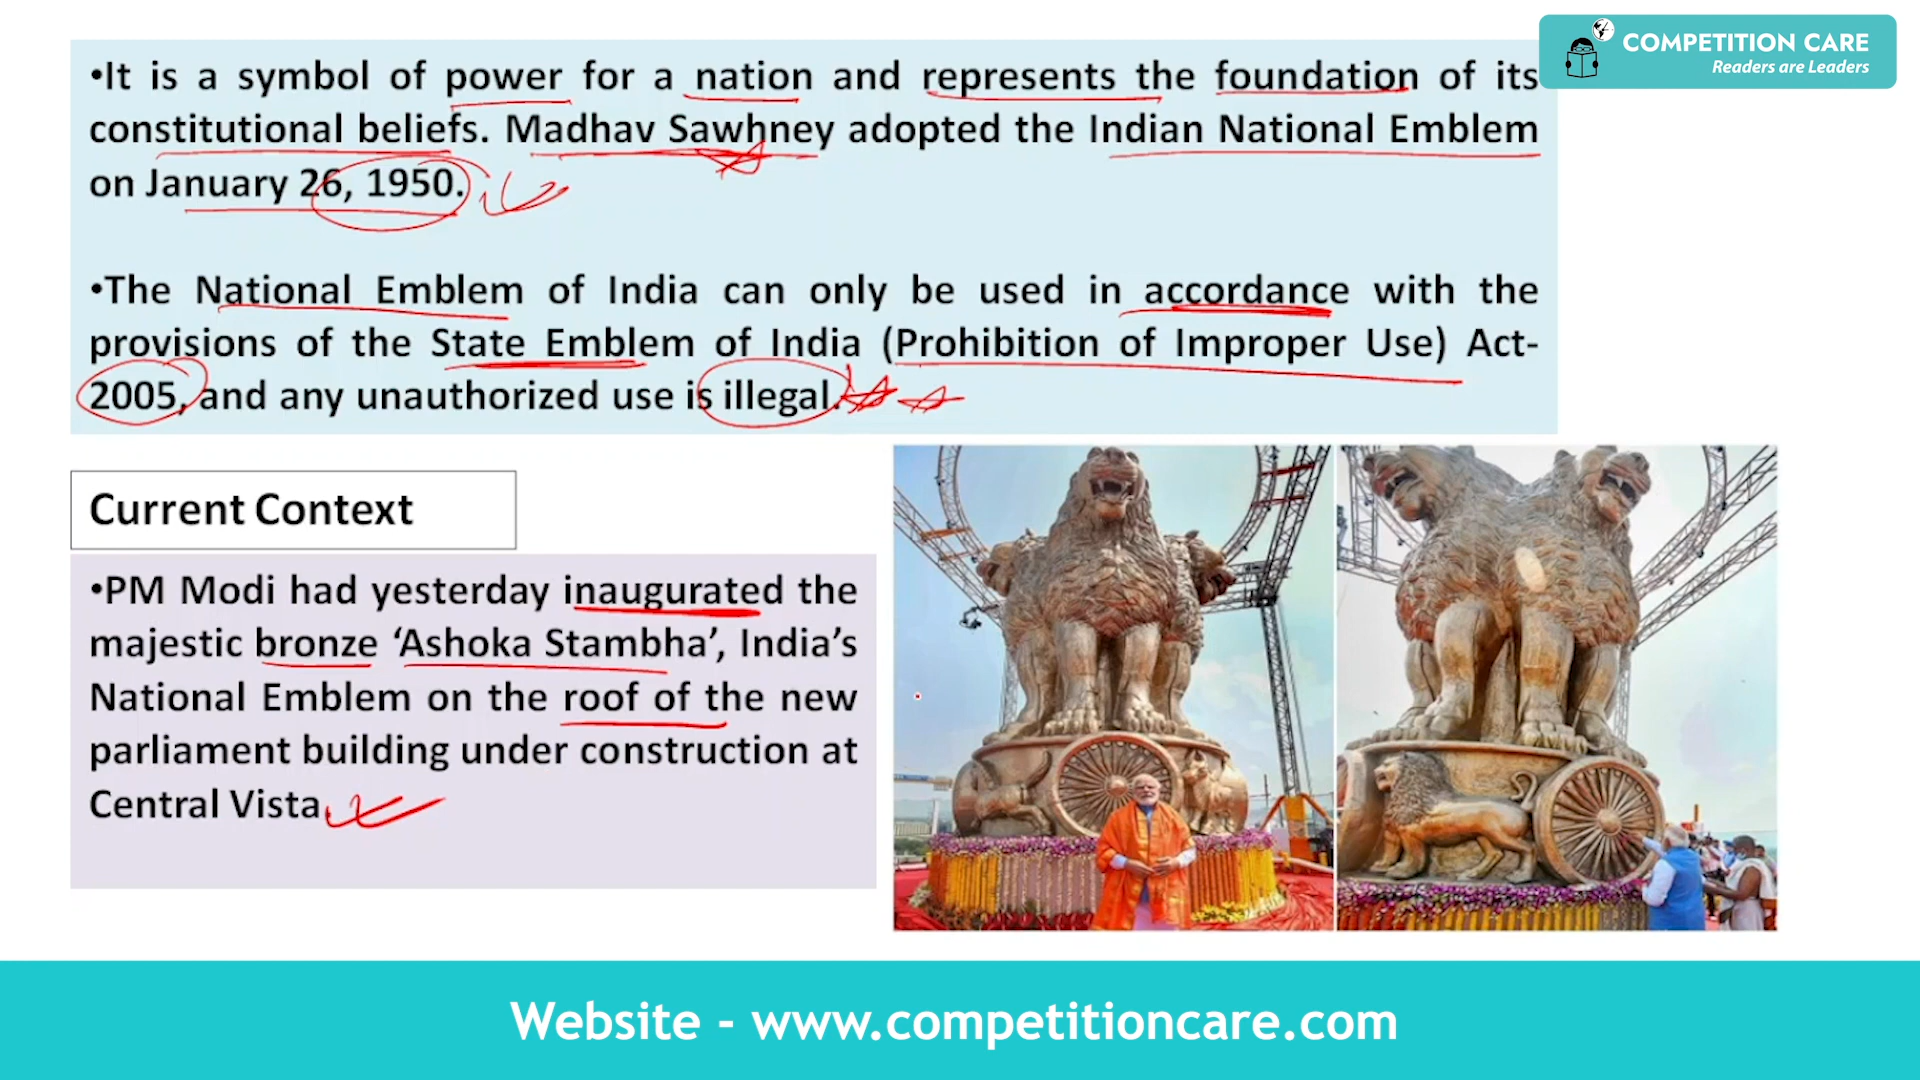 COMPETITION CARE
Readers are Leaders
•It is a symbol of power for a nation and represents the foundation of its
constitutional beliefs. Madhav Sawhney adopted the Indian National Emblem
on January 26, 1950.
•The National Emblem of India can only be used in accordance with the
provisions of the State Emblem of India (Prohibition of Improper Use) Act-
2005, and any unauthorized use is illegal.
Current Context
•PM Modi had yesterday inaugurated the
majestic bronze ‘Ashoka Stambha’, India’s
National Emblem on the roof of the new
parliament building under construction at
Central Vista.
Website - www.competitioncare.com